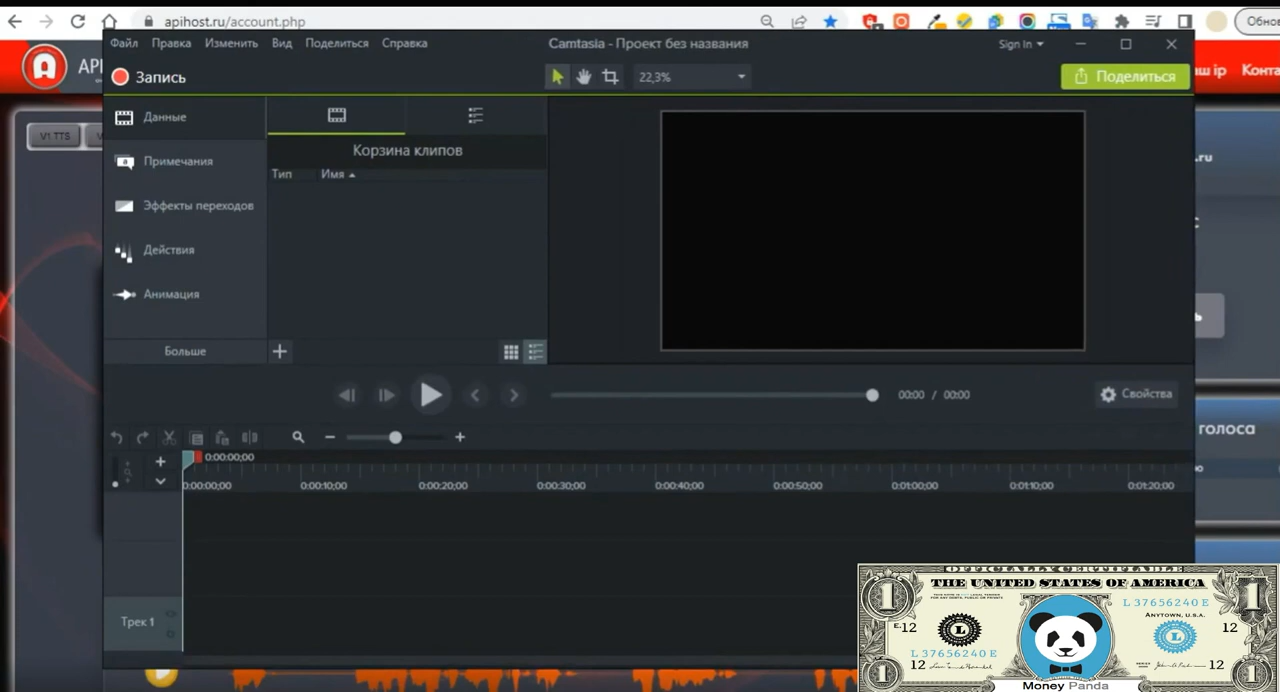 apihost.ru/account.php
Обно
Файл Правка Изменить Вид Поделиться Справка
Camtasia - Проект без названия
Sign In
API
ш ip Конта
Запись
22,3%
Поделиться
V1 TTS
Данные
Корзина клипов
.ru
Тип Имя
Примечания
Эффекты переходов
Действия
Анимация
Больше
00:00 / 00:00
Свойства
голоса
0:00:00;00
0:00:00;00 0:00:10;00 0:00:20;00 0:00:30;00 0:00:40;00 0:00:50;00 0:01:00;00 0:01:10;00 0:01:20;00
Трек 1
OFFICIALLY CERTIFIABLE
THE UNITED STATES OF AMERICA
L 37656240 E
ANYTOWN, U.S.A.
E.12 L 12
1 1
L 37656240 E
12 L 12
1 1
Money Panda